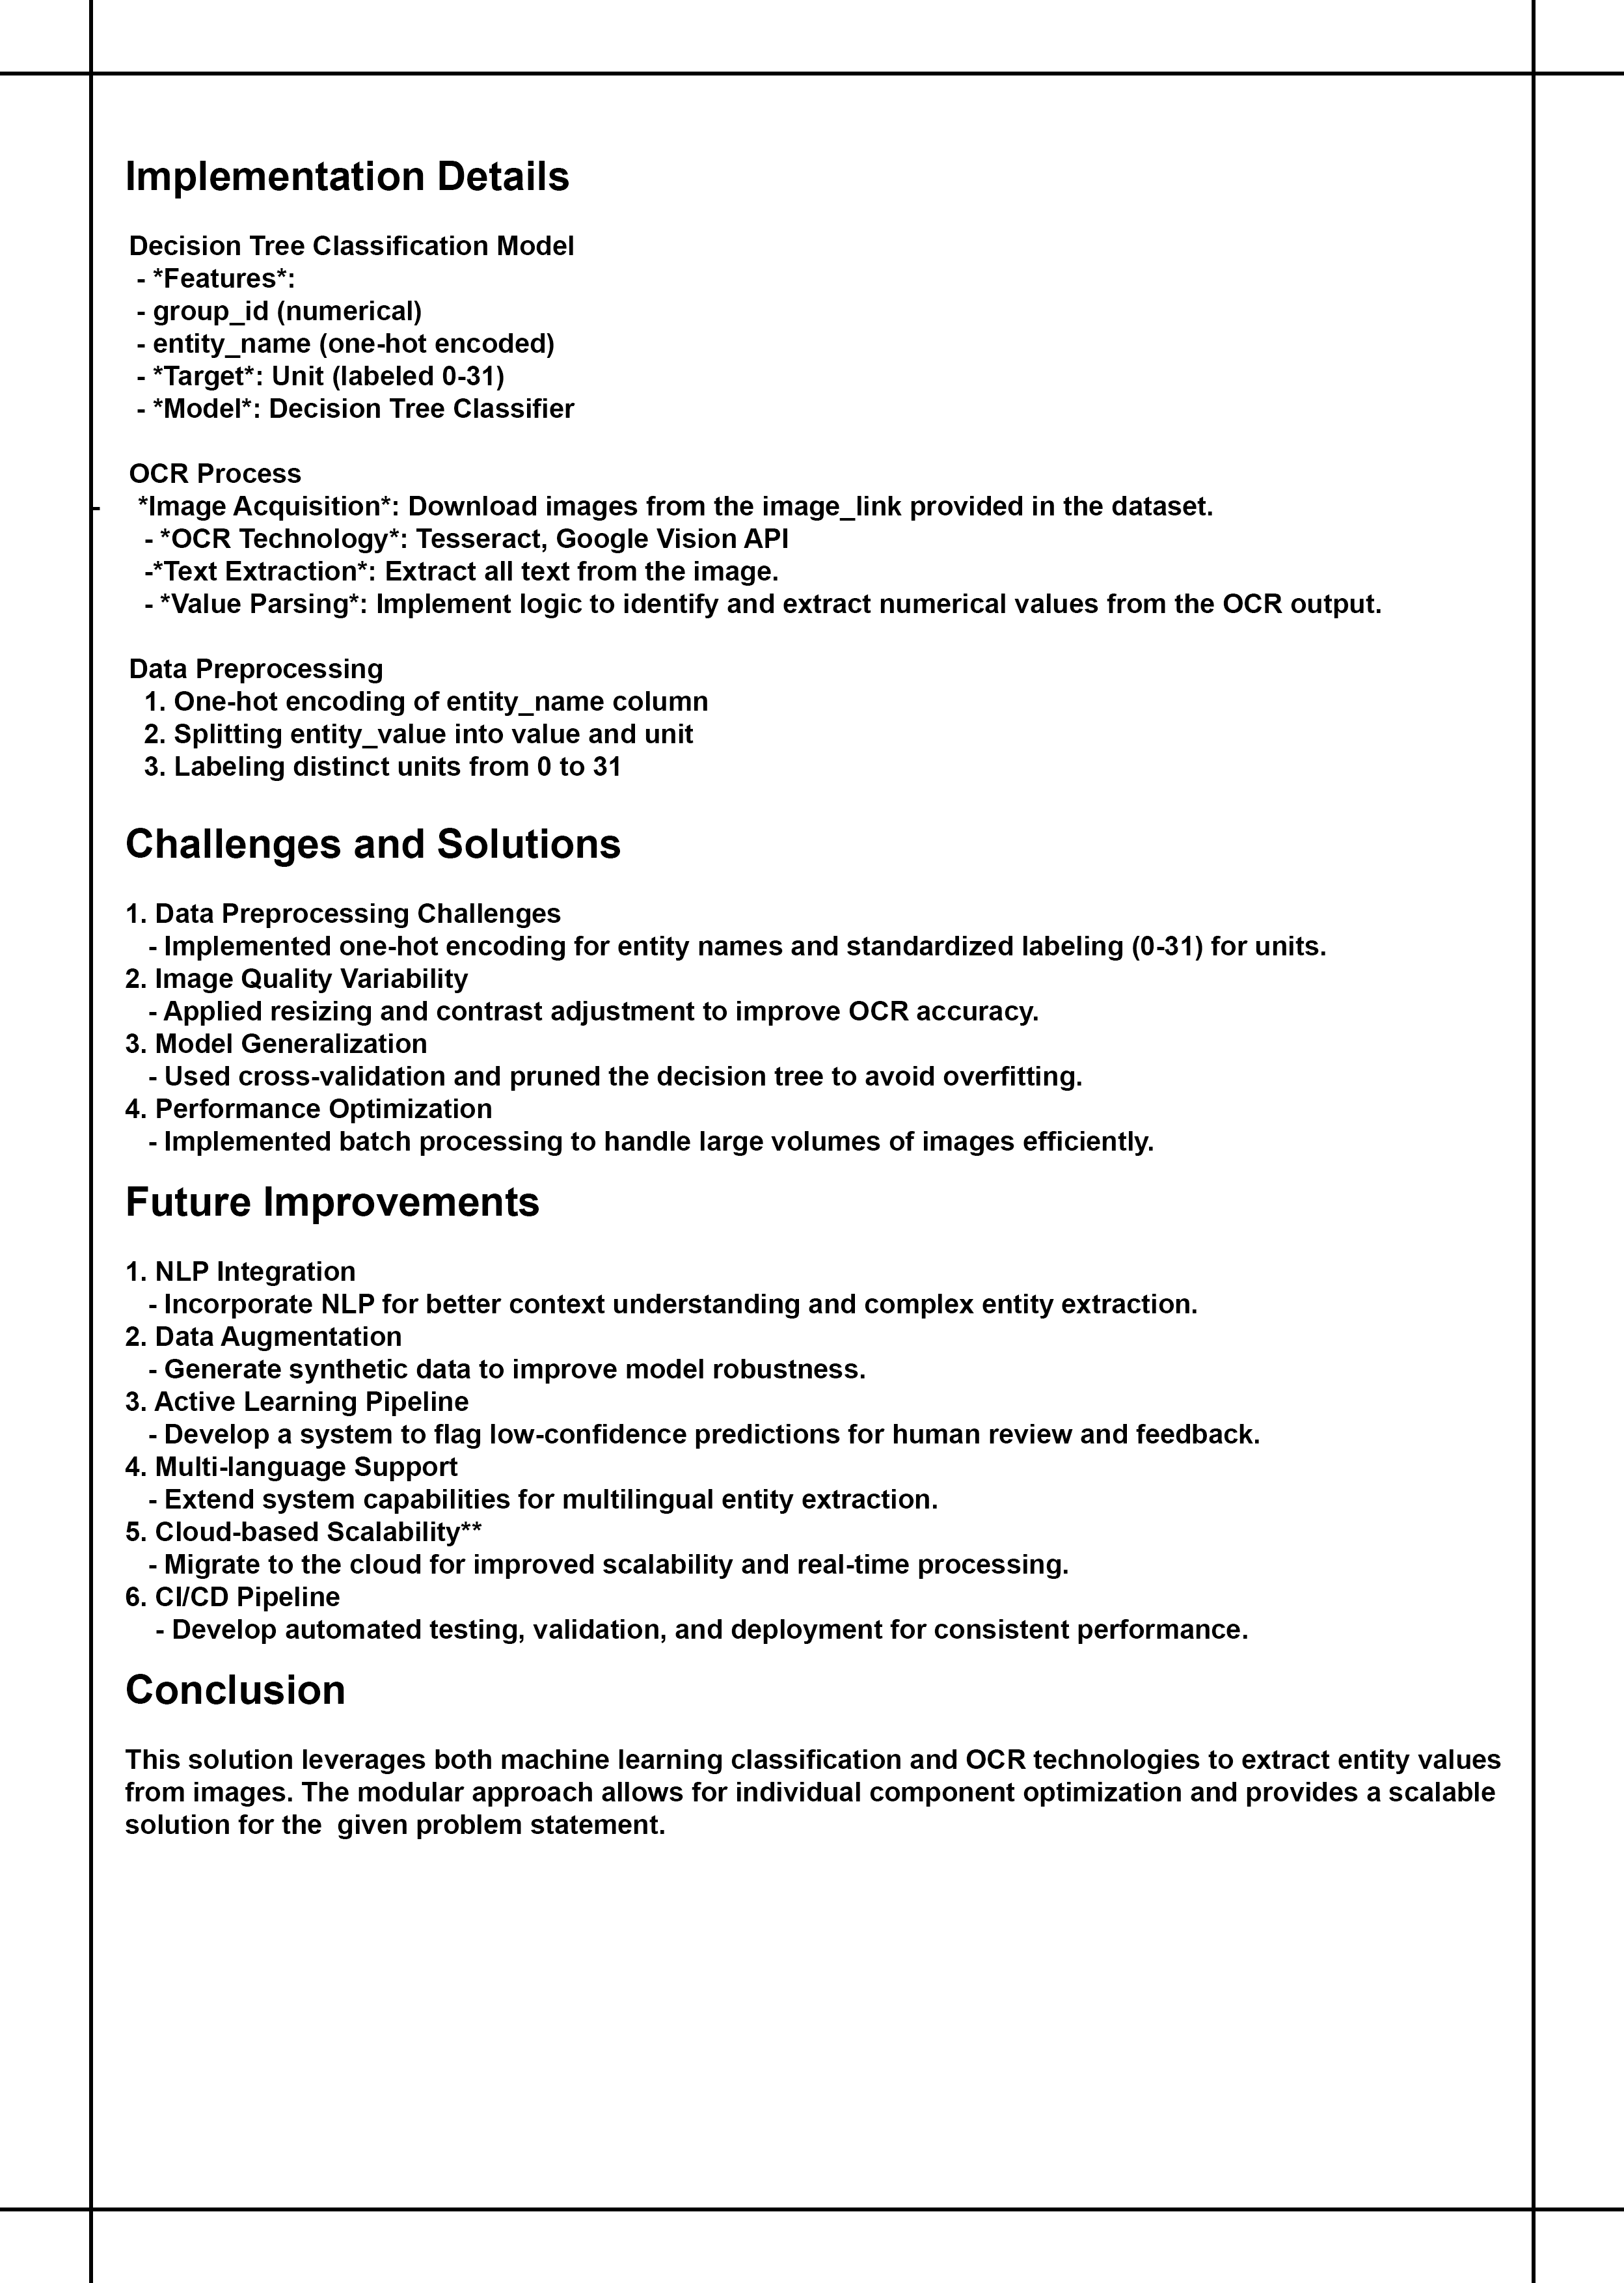 Implementation Details
Decision Tree Classification Model
- *Features*:
- group_id (numerical)
- entity_name (one-hot encoded)
- *Target*: Unit (labeled 0-31)
- *Model*: Decision Tree Classifier
OCR Process
- *Image Acquisition*: Download images from the image_link provided in the dataset.
- *OCR Technology*: Tesseract, Google Vision API
-*Text Extraction*: Extract all text from the image.
- *Value Parsing*: Implement logic to identify and extract numerical values from the OCR output.
Data Preprocessing
1. One-hot encoding of entity_name column
2. Splitting entity_value into value and unit
3. Labeling distinct units from 0 to 31
Challenges and Solutions
1. Data Preprocessing Challenges
- Implemented one-hot encoding for entity names and standardized labeling (0-31) for units.
2. Image Quality Variability
- Applied resizing and contrast adjustment to improve OCR accuracy.
3. Model Generalization
- Used cross-validation and pruned the decision tree to avoid overfitting.
4. Performance Optimization
- Implemented batch processing to handle large volumes of images efficiently.
Future Improvements
1. NLP Integration
- Incorporate NLP for better context understanding and complex entity extraction.
2. Data Augmentation
- Generate synthetic data to improve model robustness.
3. Active Learning Pipeline
- Develop a system to flag low-confidence predictions for human review and feedback.
4. Multi-language Support
- Extend system capabilities for multilingual entity extraction.
5. Cloud-based Scalability**
- Migrate to the cloud for improved scalability and real-time processing.
6. CI/CD Pipeline
- Develop automated testing, validation, and deployment for consistent performance.
Conclusion
This solution leverages both machine learning classification and OCR technologies to extract entity values
from images. The modular approach allows for individual component optimization and provides a scalable
solution for the  given problem statement.